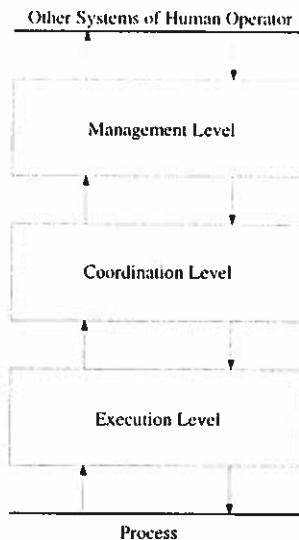 Other Systems of Human Operator
Management Level
Coordination Level
Execution Level
Process